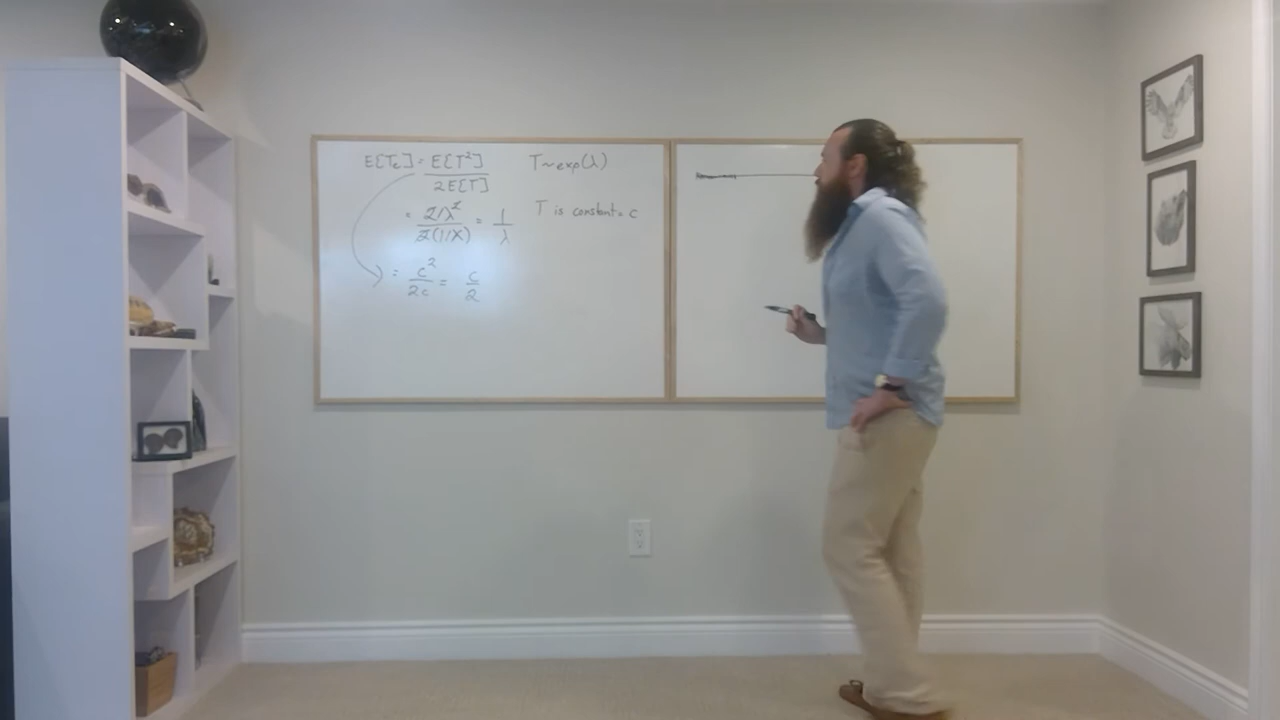 E[Te] = E[T²] / 2E[T]
T ~ exp(λ)
= 2/λ² / 2(1/λ) = 1/λ
T is constant = c
= c² / 2c = c/2